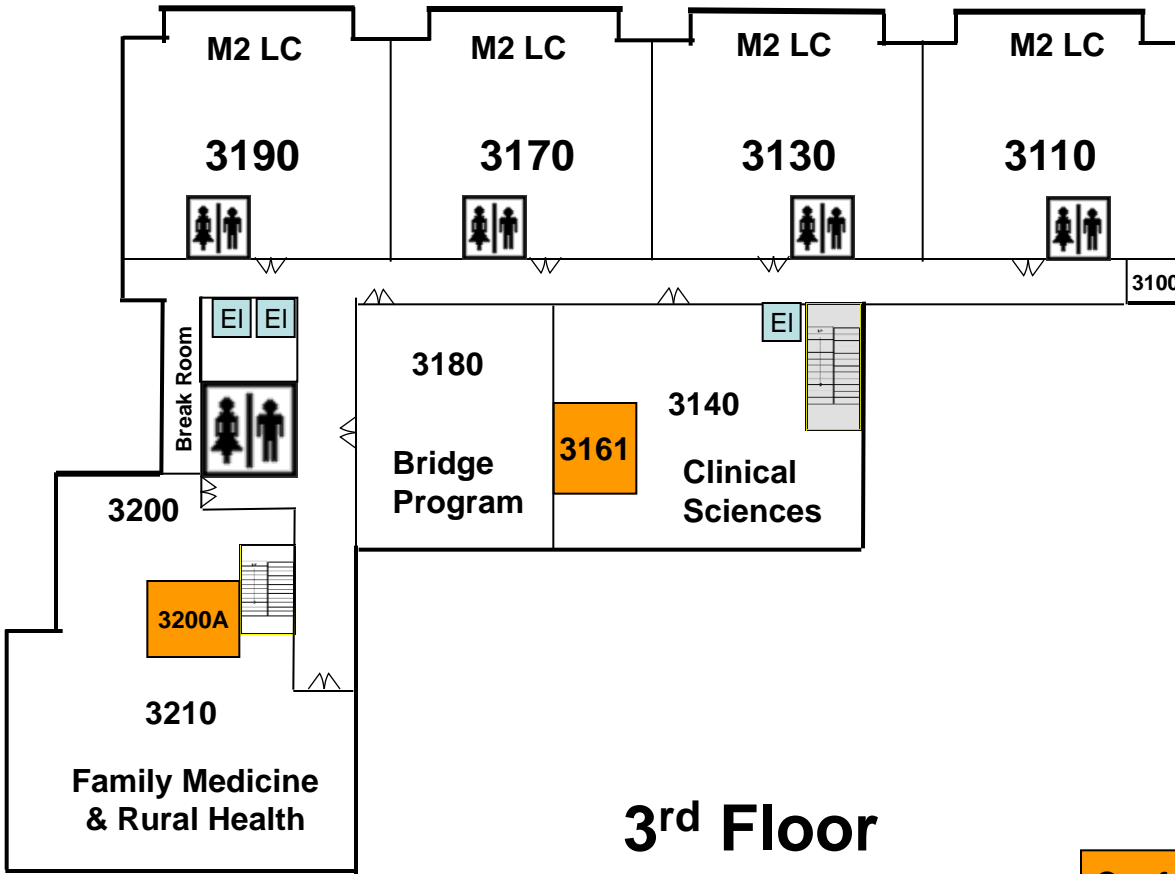 M2 LC
M2 LC
M2 LC
M2 LC
3190
3170
3130
3110
3100
El
El
El
Break Room
3180
3140
3161
Bridge
Program
Clinical
Sciences
3200
3200A
3210
Family Medicine
& Rural Health
3rd Floor